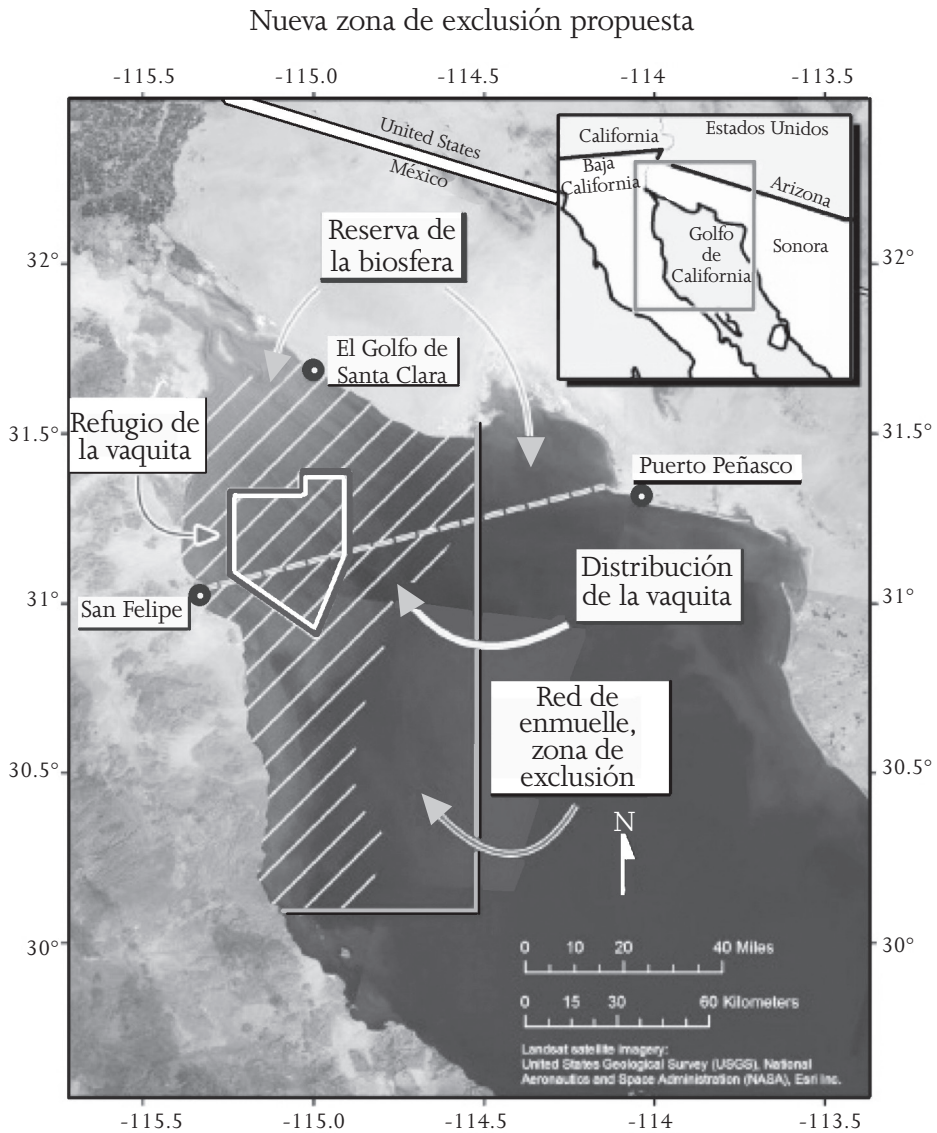 Nueva zona de exclusión propuesta
-115.5 -115.0 -114.5 -114 -113.5
United States
México
California
Estados Unidos
Baja
California
Arizona
Golfo
de
California
Sonora
Reserva de
la biosfera
32° 32°
El Golfo de
Santa Clara
Refugio de
la vaquita
31.5° 31.5°
Puerto Peñasco
Distribución
de la vaquita
San Felipe
31° 31°
Red de
enmuelle,
zona de
exclusión
30.5° 30.5°
N
30° 30°
0 10 20 40 Miles
0 15 30 60 Kilometers
Landsat satellite imagery:
United States Geological Survey (USGS), National
Aeronautics and Space Administration (NASA), Esri Inc.
-115.5 -115.0 -114.5 -114 -113.5